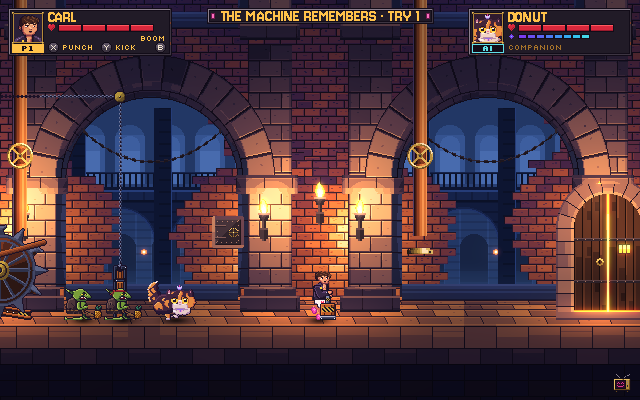 CARL
P1
X PUNCH Y KICK
BOOM
B
THE MACHINE REMEMBERS · TRY 1
DONUT
AI
COMPANION